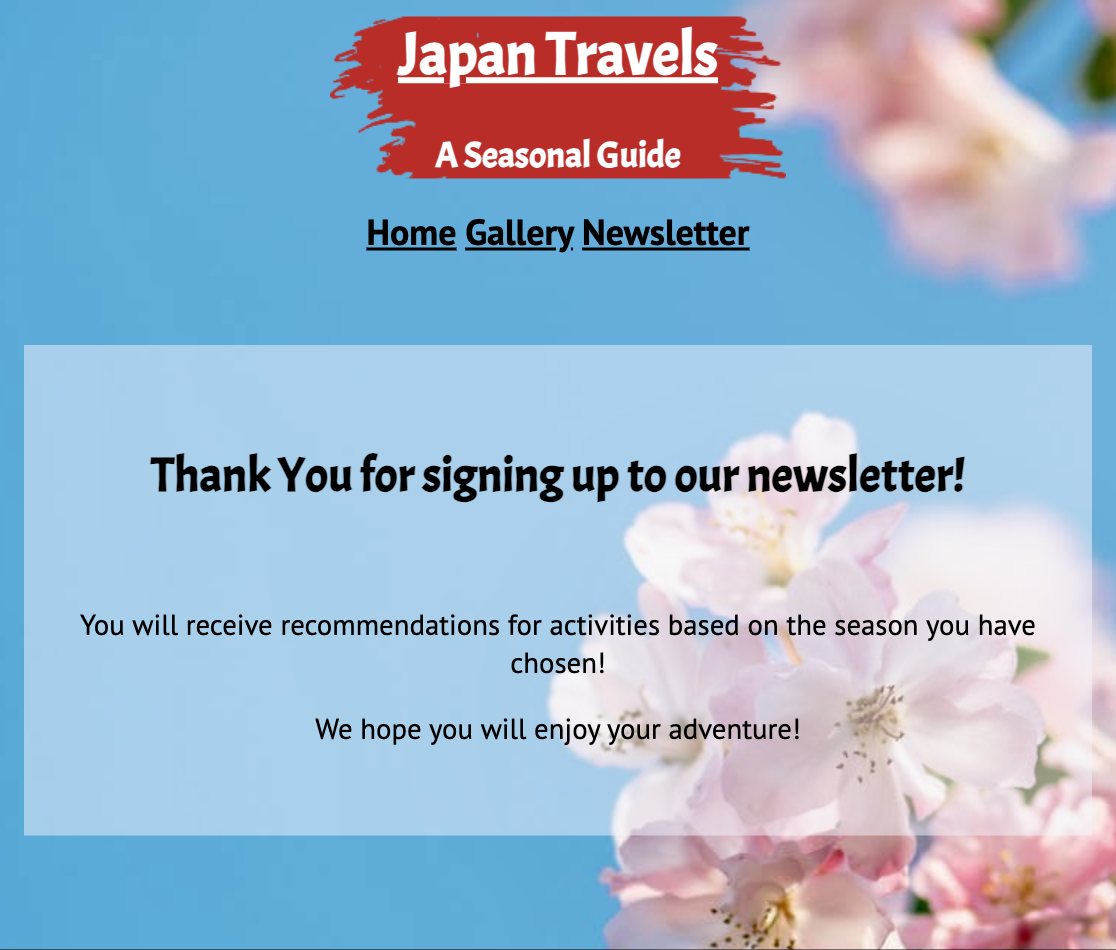 Japan Travels
A Seasonal Guide
Home Gallery Newsletter
Thank You for signing up to our newsletter!
You will receive recommendations for activities based on the season you have
chosen!
We hope you will enjoy your adventure!